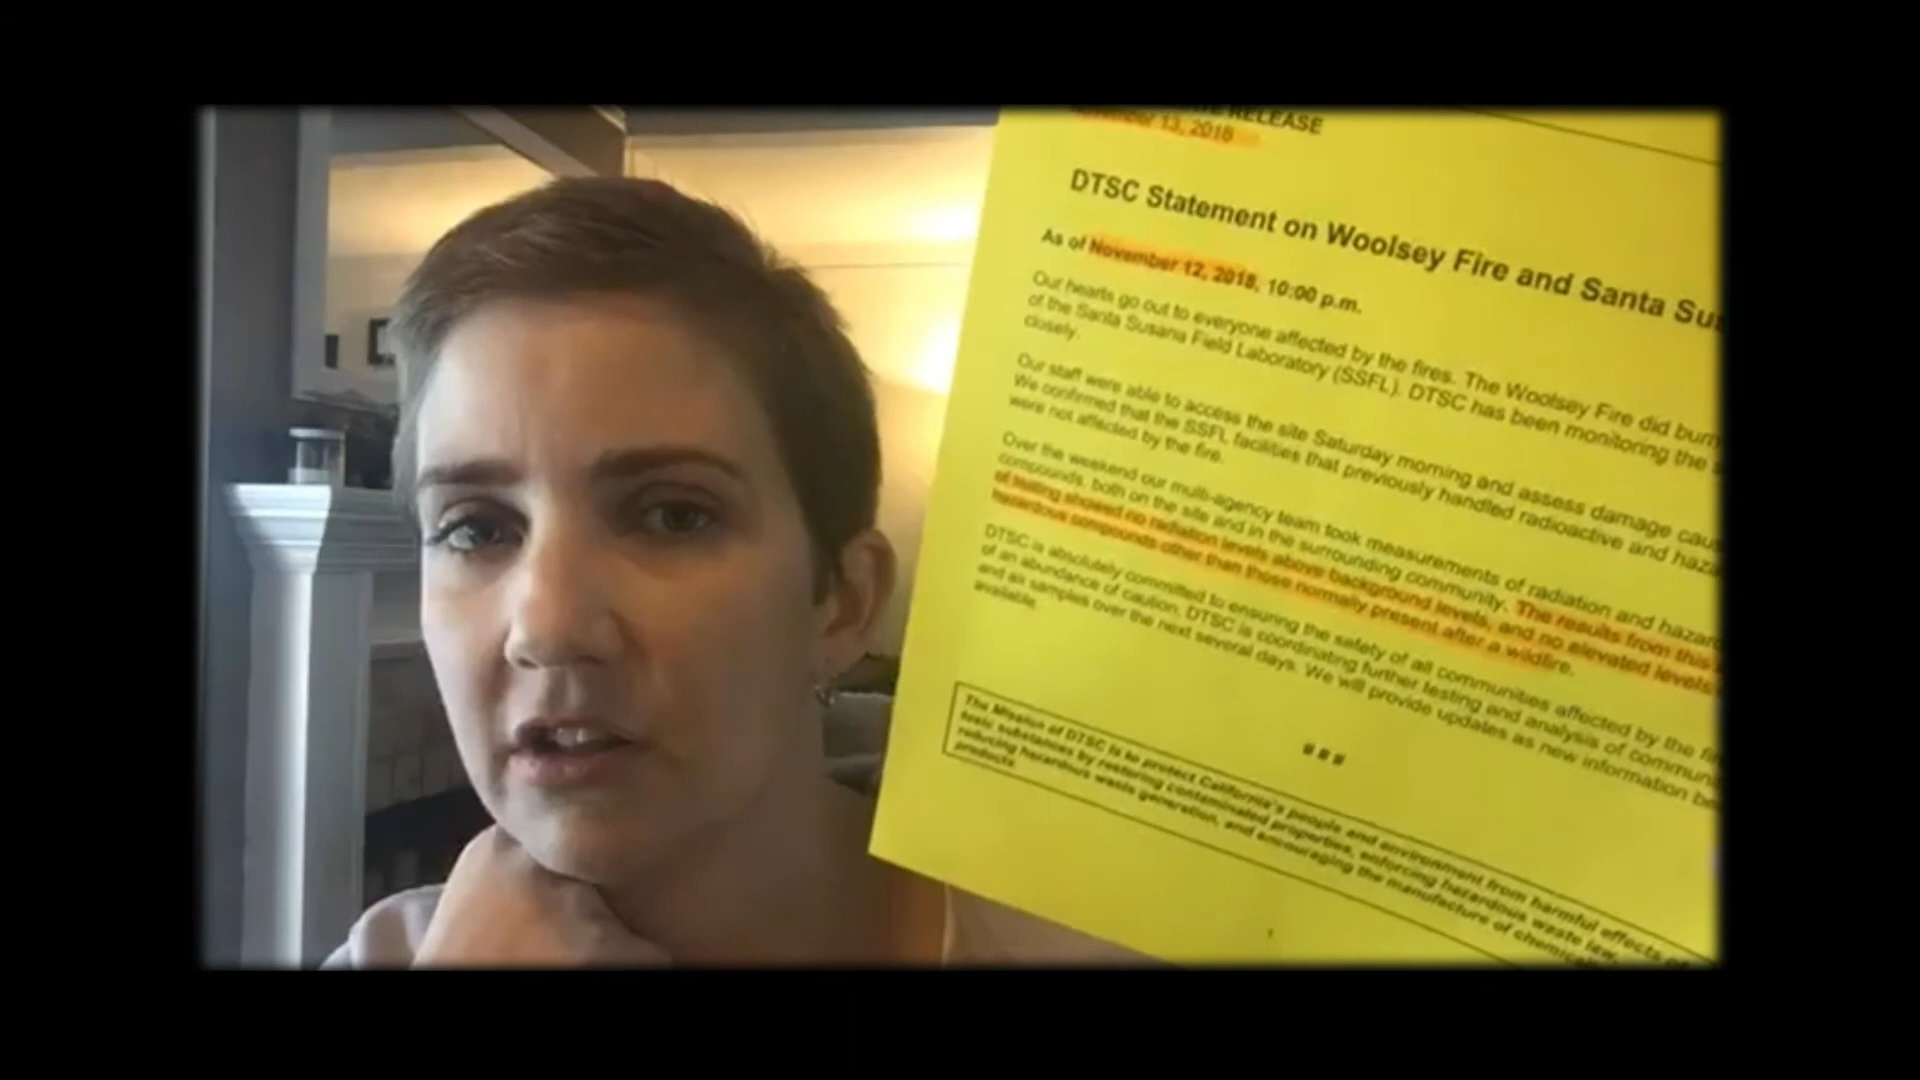 RELEASE
November 13, 2018
DTSC Statement on Woolsey Fire and Santa Sus
As of November 12, 2018, 10:00 p.m.
Our hearts go out to everyone affected by the fires. The Woolsey Fire did burn
of the Santa Susana Field Laboratory (SSFL). DTSC has been monitoring the
closely.
Our staff were able to access the site Saturday morning and assess damage cau
We confirmed that the SSFL facilities that previously handled radioactive and haza
were not affected by the fire.
Over the weekend our multi-agency team took measurements of radiation and hazar
compounds, both on the site and in the surrounding community. The results from this
of testing showed no radiation levels above background levels, and no elevated levels
hazardous compounds other than those normally present after a wildfire.
DTSC is absolutely committed to ensuring the safety of all communities affected by the fi
of an abundance of caution, DTSC is coordinating further testing and analysis of communi
and air samples over the next several days. We will provide updates as new information be
available.
# # #
The Mission of DTSC is to protect California's people and environment from harmful effects of
toxic substances by restoring contaminated properties, enforcing hazardous waste law,
reducing hazardous waste generation, and encouraging the manufacture of chemical
products.